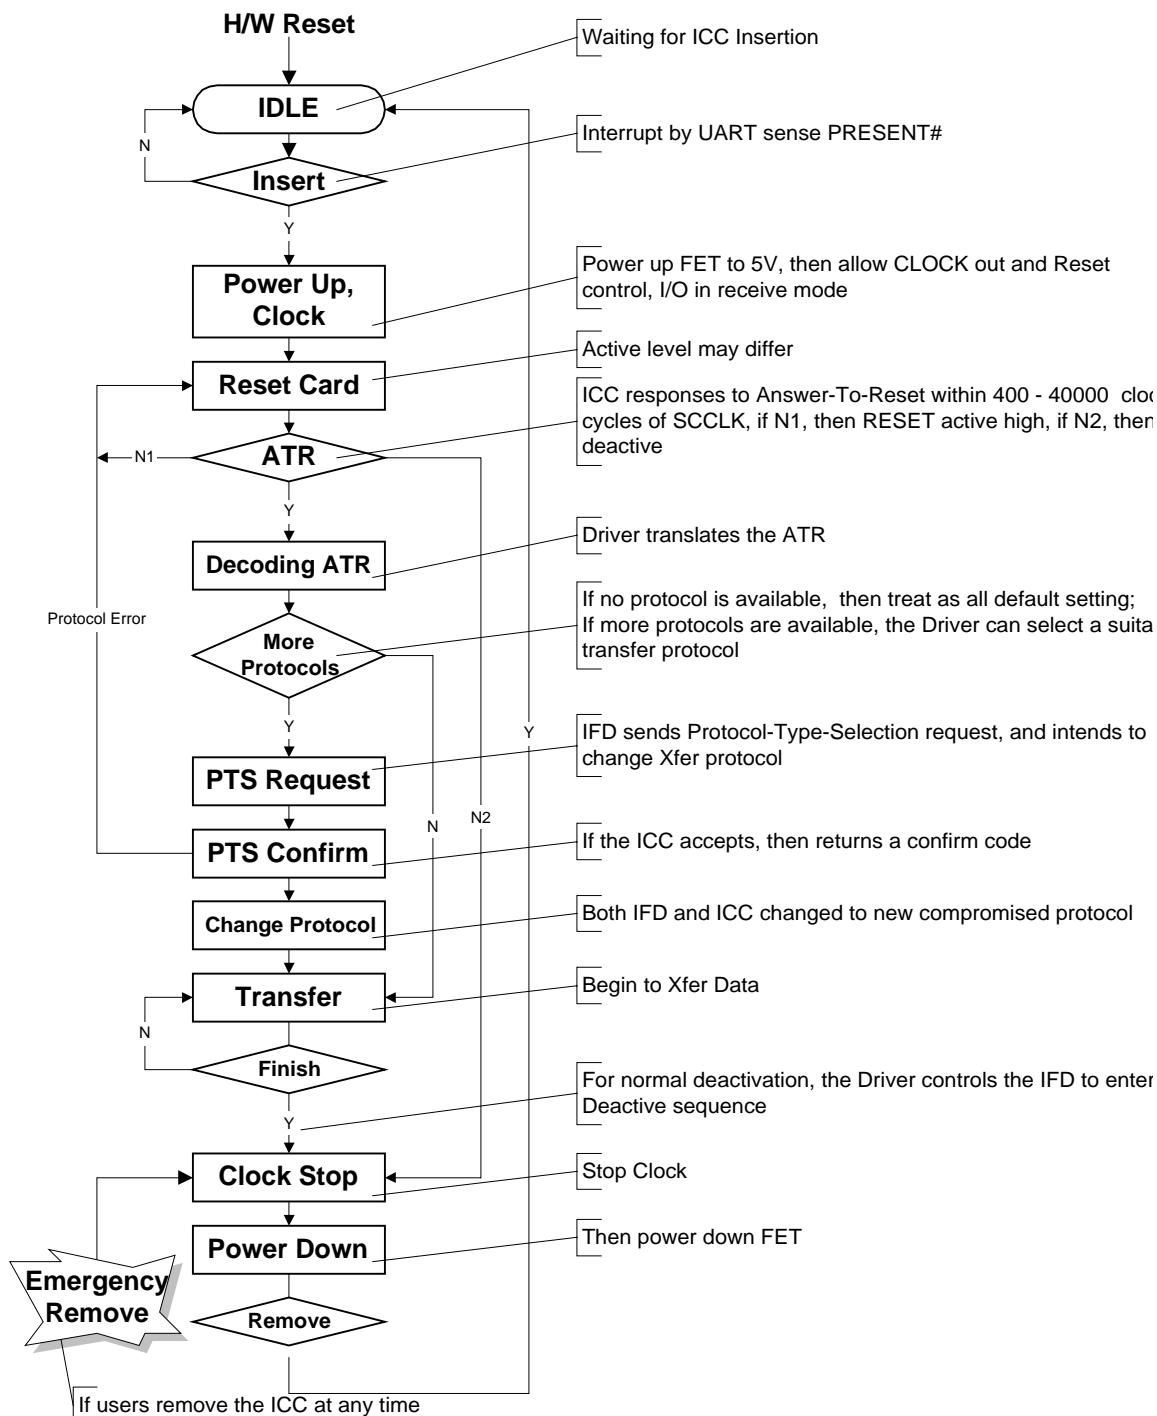 H/W Reset
Waiting for ICC Insertion
IDLE
Interrupt by UART sense PRESENT#
N
Insert
Y
Power up FET to 5V, then allow CLOCK out and Reset
control, I/O in receive mode
Power Up,
Clock
Active level may differ
Reset Card
ICC responses to Answer-To-Reset within 400 - 40000
cycles of SCCLK, if N1, then RESET active high, if N2, then
deactive
N1
ATR
Y
Driver translates the ATR
Decoding ATR
If no protocol is available, then treat as all default setting;
If more protocols are available, the Driver can select a
transfer protocol
Protocol Error
More
Protocols
Y
Y
IFD sends Protocol-Type-Selection request, and intends to
change Xfer protocol
PTS Request
N
N2
PTS Confirm
If the ICC accepts, then returns a confirm code
Change Protocol
Both IFD and ICC changed to new compromised protocol
Transfer
Begin to Xfer Data
N
Finish
For normal deactivation, the Driver controls the IFD to enter
Deactive sequence
Y
Clock Stop
Stop Clock
Power Down
Then power down FET
Emergency
Remove
Remove
If users remove the ICC at any time